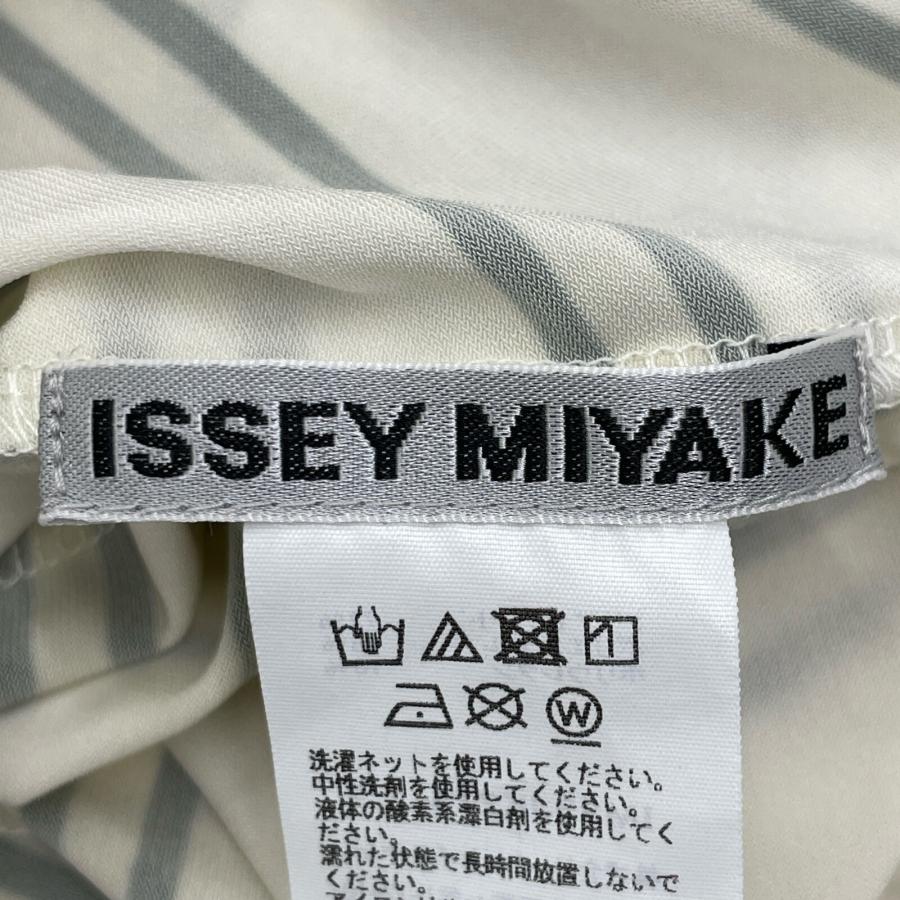 ISSEY MIYAKE
W
洗濯ネットを使用してください。
中性洗剤を使用してください。
液体の酸素系漂白剤を使用してく
ださい。
濡れた状態で長時間放置しないで
ください。